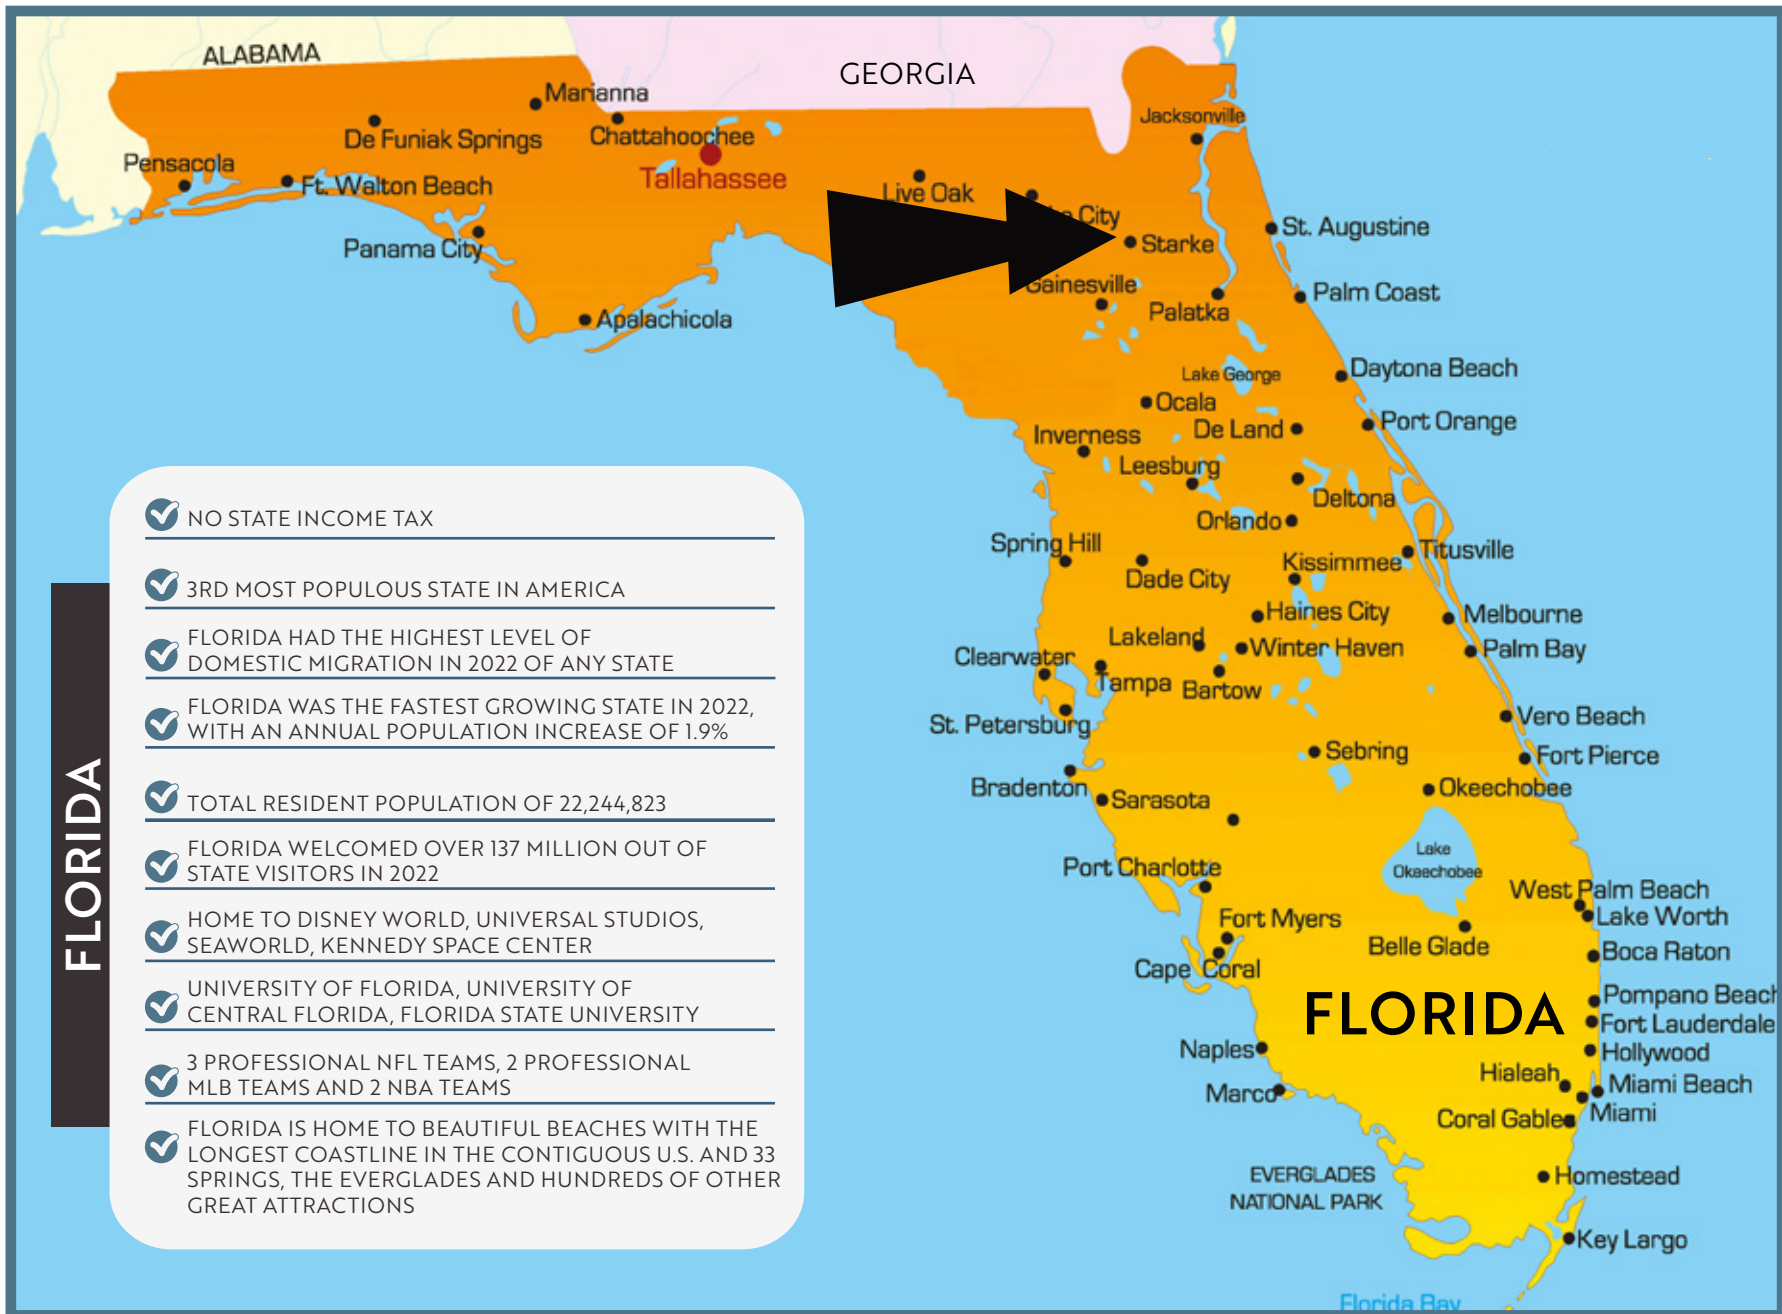 ALABAMA
GEORGIA
Marianna
De Funiak Springs
Chattahoochee
Jacksonville
Pensacola
Ft. Walton Beach
Tallahassee
Live Oak
City
Starke
St. Augustine
Panama City
Gainesville
Palm Coast
Palatka
Apalachicola
Lake George
Daytona Beach
Ocala
Port Orange
De Land
Inverness
Leesburg
Deltona
Orlando
Spring Hill
Titusville
Kissimmee
Dade City
Haines City
Melbourne
Lakeland
Winter Haven
Palm Bay
Clearwater
Tampa
Bartow
St. Petersburg
Vero Beach
Sebring
Fort Pierce
Bradenton
Okeechobee
Sarasota
Lake
Okeechobee
Port Charlotte
West Palm Beach
Lake Worth
Fort Myers
Belle Glade
Boca Raton
Cape Coral
FLORIDA
Pompano Beach
Fort Lauderdale
Naples
Hollywood
Hialeah
Miami Beach
Marco
Miami
Coral Gable
EVERGLADES
NATIONAL PARK
Homestead
Key Largo
Florida Bay
FLORIDA
NO STATE INCOME TAX
3RD MOST POPULOUS STATE IN AMERICA
FLORIDA HAD THE HIGHEST LEVEL OF
DOMESTIC MIGRATION IN 2022 OF ANY STATE
FLORIDA WAS THE FASTEST GROWING STATE IN 2022,
WITH AN ANNUAL POPULATION INCREASE OF 1.9%
TOTAL RESIDENT POPULATION OF 22,244,823
FLORIDA WELCOMED OVER 137 MILLION OUT OF
STATE VISITORS IN 2022
HOME TO DISNEY WORLD, UNIVERSAL STUDIOS,
SEAWORLD, KENNEDY SPACE CENTER
UNIVERSITY OF FLORIDA, UNIVERSITY OF
CENTRAL FLORIDA, FLORIDA STATE UNIVERSITY
3 PROFESSIONAL NFL TEAMS, 2 PROFESSIONAL
MLB TEAMS AND 2 NBA TEAMS
FLORIDA IS HOME TO BEAUTIFUL BEACHES WITH THE
LONGEST COASTLINE IN THE CONTIGUOUS U.S. AND 33
SPRINGS, THE EVERGLADES AND HUNDREDS OF OTHER
GREAT ATTRACTIONS